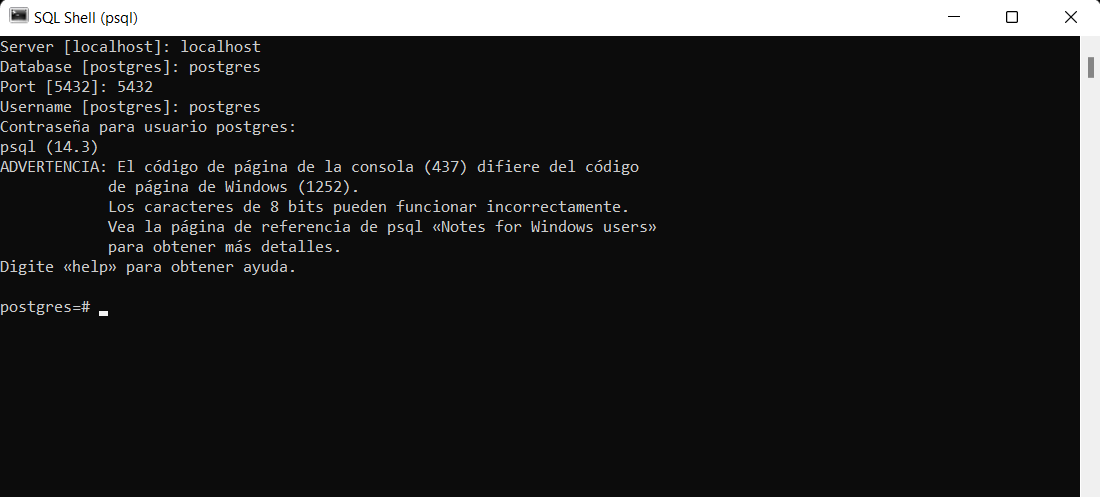 SQL Shell (psql)
Server [localhost]: localhost
Database [postgres]: postgres
Port [5432]: 5432
Username [postgres]: postgres
Contraseña para usuario postgres:
psql (14.3)
ADVERTENCIA: El código de página de la consola (437) difiere del código
de página de Windows (1252).
Los caracteres de 8 bits pueden funcionar incorrectamente.
Vea la página de referencia de psql «Notes for Windows users»
para obtener más detalles.
Digite «help» para obtener ayuda.
postgres=#